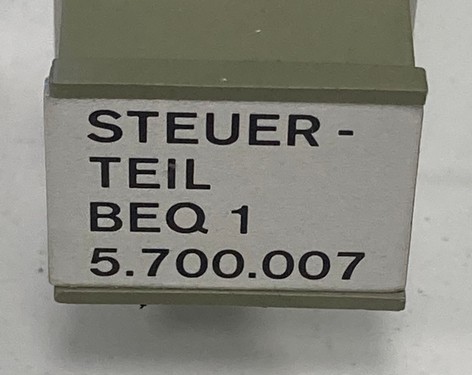 STEUER -
TEIL
BEQ 1
5.700.007